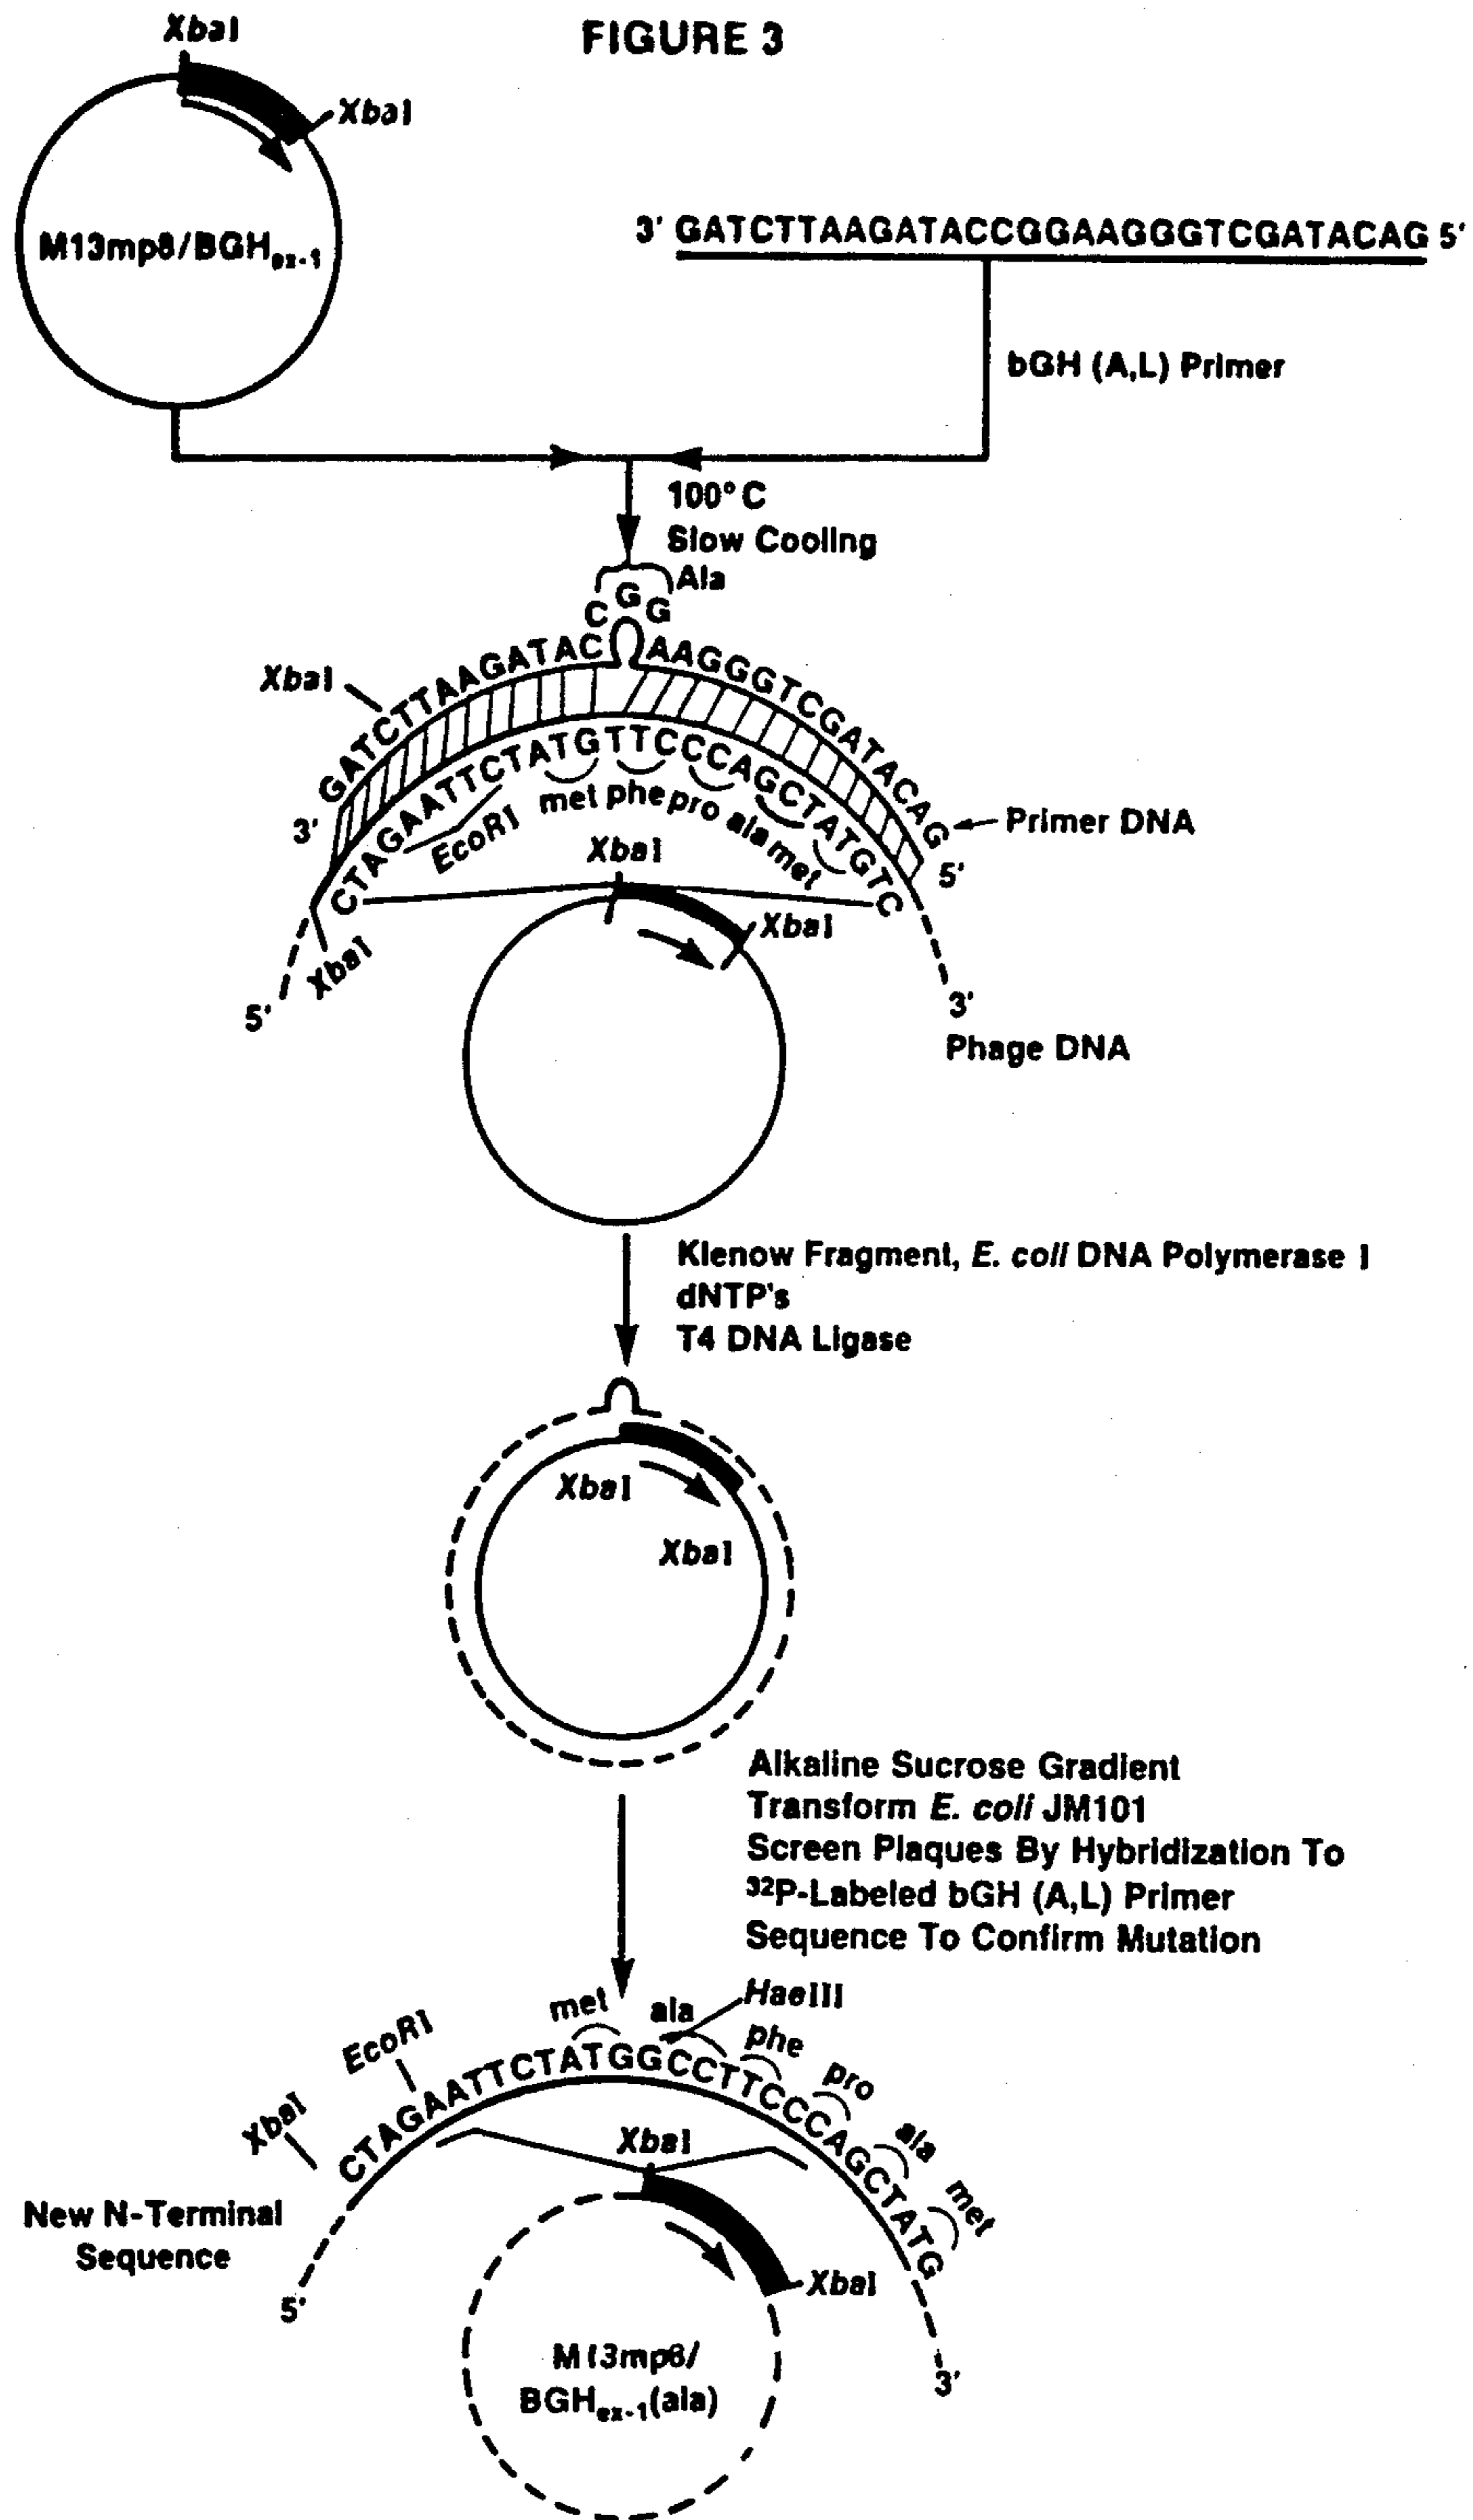 FIGURE 3
XbaI
XbaI
M13mp8/BGHex-1
3' GATCTTAAGATACCGGAAGGGTCGATACAG 5'
bGH (A,L) Primer
100° C
Slow Cooling
Ala
CGG
XbaI
3' GATCTTAAGATAC AAGGGTCGATACAG 5'
Primer DNA
CTAGAATTCTATGTTCCCAGCTATGTC
EcoRI
met phe pro ala met
XbaI
XbaI
XbaI
5'
3'
Phage DNA
Klenow Fragment, E. coli DNA Polymerase I
dNTP's
T4 DNA Ligase
XbaI
XbaI
Alkaline Sucrose Gradient
Transform E. coli JM101
Screen Plaques By Hybridization To
32P-Labeled bGH (A,L) Primer
Sequence To Confirm Mutation
XbaI
EcoRI
met
ala
HaeIII
phe
pro
ala
met
CTAGAATTCTATGGCCTTCCCAGCTATG
XbaI
New N-Terminal
Sequence
5'
XbaI
3'
M13mp8/
BGHex-1(ala)